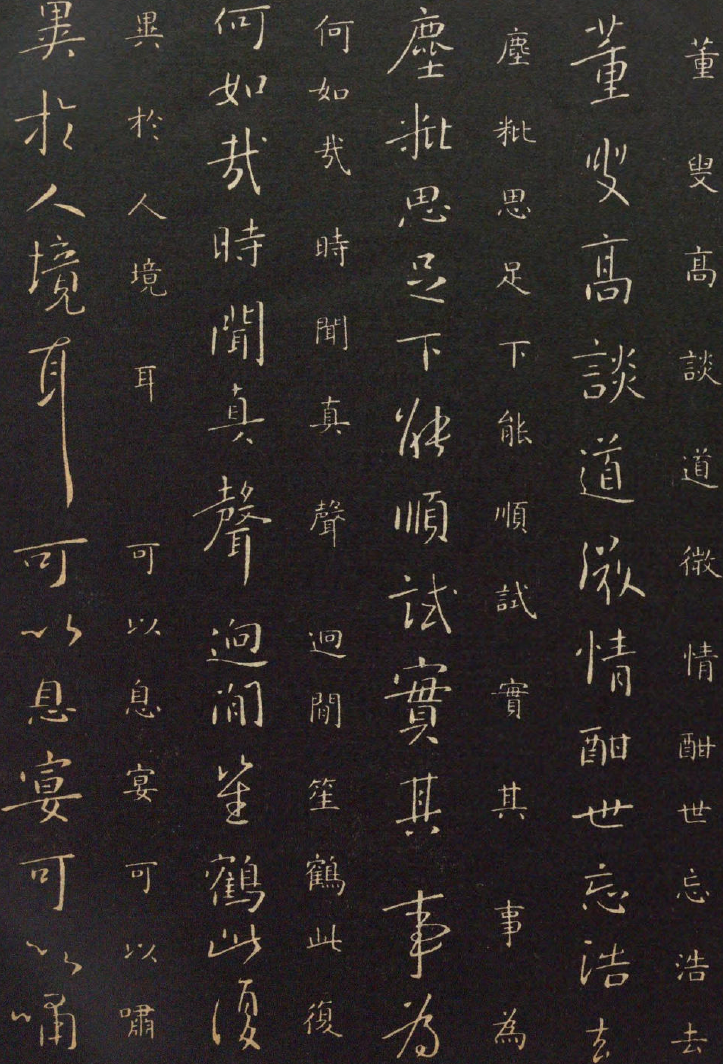 董叟高談道微情酣世忘浩去
董叟高談道微情酣世忘浩去
塵粃思足下能順試實其事為
塵粃思足下能順試實其事為
何如哉時聞真聲迥閒笙鶴此復
何如哉時聞真聲迥閒笙鶴此復
異於人境耳可以息宴可以嘯
異於人境耳可以息宴可以嘯